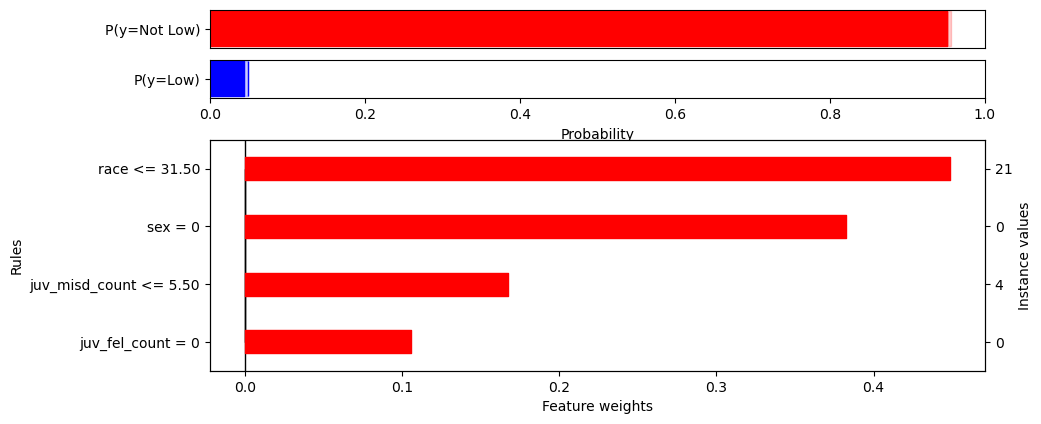 P(y=Not Low)
P(y=Low)
0.0 0.2 0.4 0.6 0.8 1.0
Probability
Rules
race <= 31.50 21
sex = 0 0
juv_misd_count <= 5.50 4
juv_fel_count = 0 0
Instance values
0.0 0.1 0.2 0.3 0.4
Feature weights